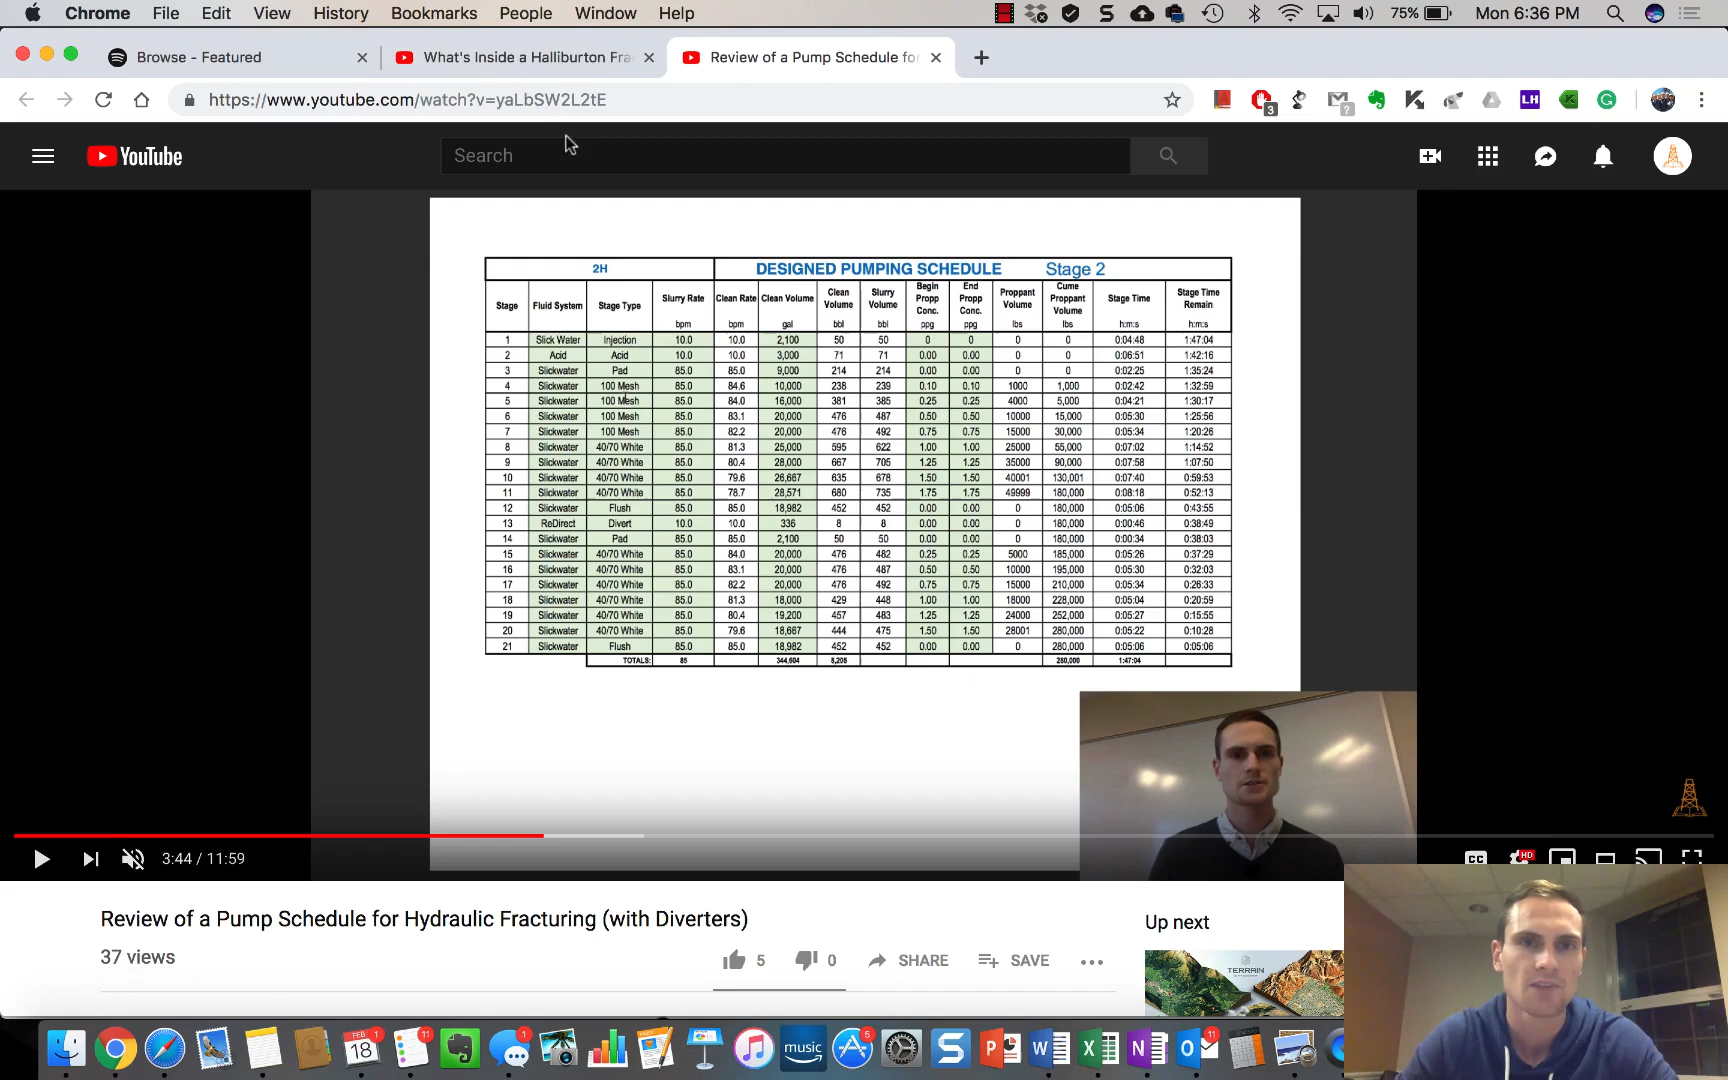 Chrome File Edit View History Bookmarks People Window Help 75% Mon 6:36 PM
Browse - Featured What's Inside a Halliburton Fra Review of a Pump Schedule for
https://www.youtube.com/watch?v=yaLbSW2L2tE
3 ? LH
YouTube Search
2H DESIGNED PUMPING SCHEDULE Stage 2
Stage Fluid System Stage Type Slurry Rate Clean Rate Clean Volume Clean Volume Slurry Volume Begin Propp Conc. End Propp Conc. Proppant Volume Cume Proppant Volume Stage Time Stage Time Remain
bpm bpm gal bbl bbl ppg ppg lbs lbs h:m:s h:m:s
1 Slick Water Injection 10.0 10.0 2,100 50 50 0 0 0 0 0:04:48 1:47:04
2 Acid Acid 10.0 10.0 3,000 71 71 0.00 0.00 0 0 0:06:51 1:42:16
3 Slickwater Pad 85.0 85.0 9,000 214 214 0.00 0.00 0 0 0:02:25 1:35:24
4 Slickwater 100 Mesh 85.0 84.6 10,000 238 239 0.10 0.10 1000 1,000 0:02:42 1:32:59
5 Slickwater 100 Mesh 85.0 84.0 16,000 381 385 0.25 0.25 4000 5,000 0:04:21 1:30:17
6 Slickwater 100 Mesh 85.0 83.1 20,000 476 487 0.50 0.50 10000 15,000 0:05:30 1:25:56
7 Slickwater 100 Mesh 85.0 82.2 20,000 476 492 0.75 0.75 15000 30,000 0:05:34 1:20:26
8 Slickwater 40/70 White 85.0 81.3 25,000 595 622 1.00 1.00 25000 55,000 0:07:02 1:14:52
9 Slickwater 40/70 White 85.0 80.4 28,000 667 705 1.25 1.25 35000 90,000 0:07:58 1:07:50
10 Slickwater 40/70 White 85.0 79.6 26,667 635 678 1.50 1.50 40001 130,001 0:07:40 0:59:53
11 Slickwater 40/70 White 85.0 78.7 28,571 680 735 1.75 1.75 49999 180,000 0:08:18 0:52:13
12 Slickwater Flush 85.0 85.0 18,982 452 452 0.00 0.00 0 180,000 0:05:06 0:43:55
13 ReDirect Divert 10.0 10.0 336 8 8 0.00 0.00 0 180,000 0:00:46 0:38:49
14 Slickwater Pad 85.0 85.0 2,100 50 50 0.00 0.00 0 180,000 0:00:34 0:38:03
15 Slickwater 40/70 White 85.0 84.0 20,000 476 482 0.25 0.25 5000 185,000 0:05:26 0:37:29
16 Slickwater 40/70 White 85.0 83.1 20,000 476 487 0.50 0.50 10000 195,000 0:05:30 0:32:03
17 Slickwater 40/70 White 85.0 82.2 20,000 476 492 0.75 0.75 15000 210,000 0:05:34 0:26:33
18 Slickwater 40/70 White 85.0 81.3 18,000 429 448 1.00 1.00 18000 228,000 0:05:04 0:20:59
19 Slickwater 40/70 White 85.0 80.4 19,200 457 483 1.25 1.25 24000 252,000 0:05:27 0:15:55
20 Slickwater 40/70 White 85.0 79.6 18,667 444 475 1.50 1.50 28001 280,000 0:05:22 0:10:28
21 Slickwater Flush 85.0 85.0 18,982 452 452 0.00 0.00 0 280,000 0:05:06 0:05:06
TOTALS: 85 344,604 8,205 280,000 1:47:04
3:44 / 11:59 CC HD
Review of a Pump Schedule for Hydraulic Fracturing (with Diverters)
37 views 5 0 SHARE SAVE
Up next
TERRAIN
FEB 18 1 11 1 music 5 11